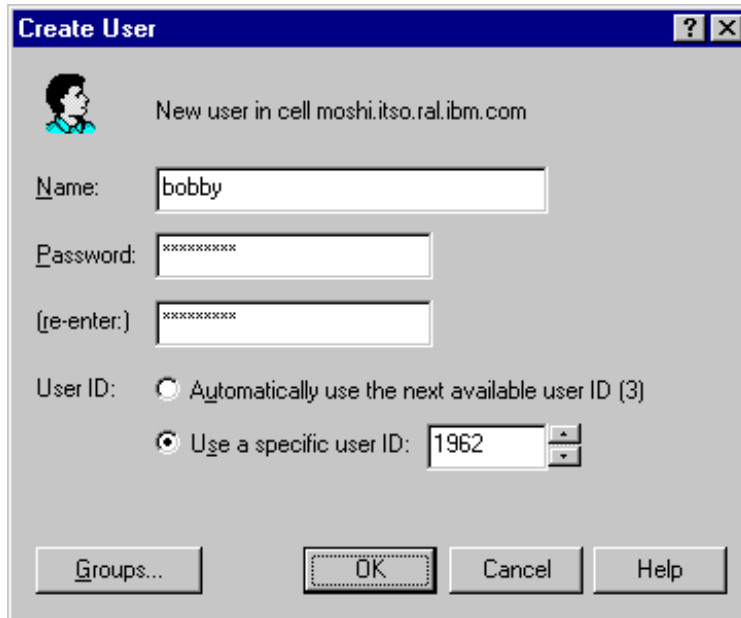 Create User
New user in cell moshi.itso.ral.ibm.com
Name: bobby
Password: *********
(re-enter:) *********
User ID: Automatically use the next available user ID (3)
Use a specific user ID: 1962
Groups... OK Cancel Help